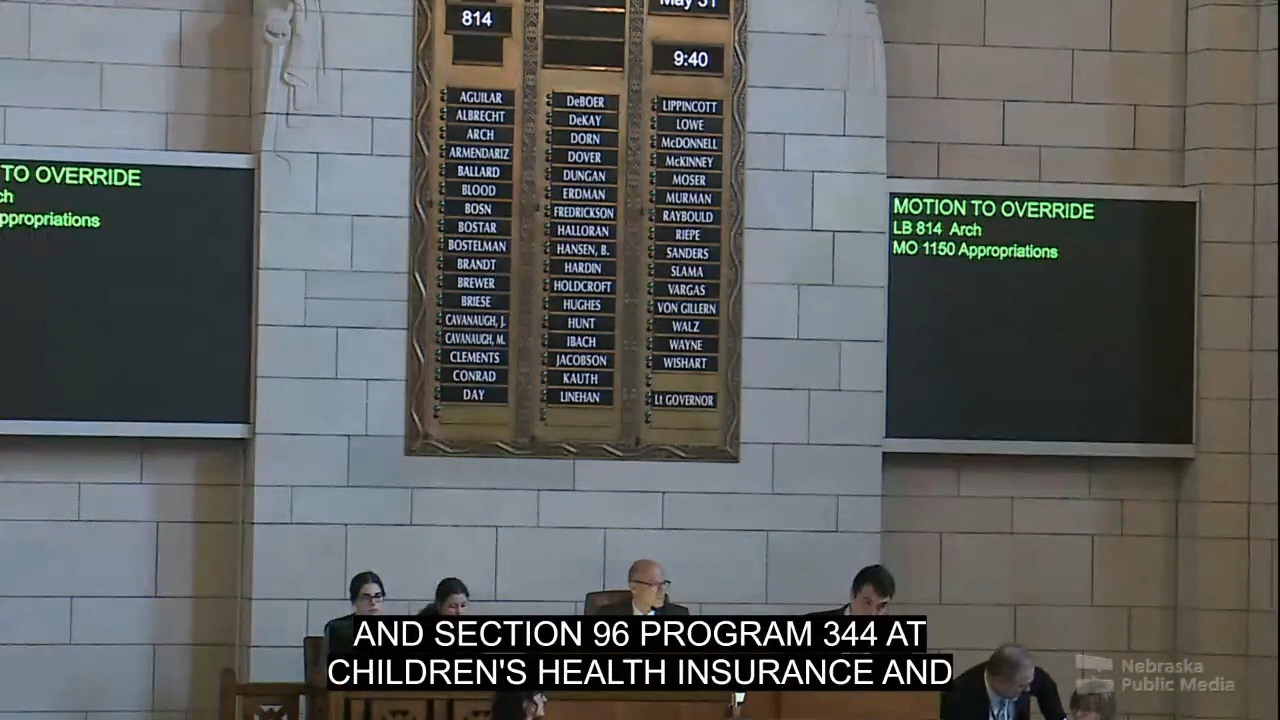 814
May 31
9:40
AGUILAR
ALBRECHT
ARCH
ARMENDARIZ
BALLARD
BLOOD
BOSN
BOSTAR
BOSTELMAN
BRANDT
BREWER
BRIESE
CAVANAUGH, J.
CAVANAUGH, M.
CLEMENTS
CONRAD
DAY
DeBOER
DeKAY
DORN
DOVER
DUNGAN
ERDMAN
FREDRICKSON
HALLORAN
HANSEN, B.
HARDIN
HOLDCROFT
HUGHES
HUNT
IBACH
JACOBSON
KAUTH
LINEHAN
LIPPINCOTT
LOWE
McDONNELL
McKINNEY
MOSER
MURMAN
RAYBOULD
RIEPE
SANDERS
SLAMA
VARGAS
VON GILLERN
WALZ
WAYNE
WISHART
Lt GOVERNOR
TO OVERRIDE
ch
ppropriations
MOTION TO OVERRIDE
LB 814 Arch
MO 1150 Appropriations
AND SECTION 96 PROGRAM 344 AT
CHILDREN'S HEALTH INSURANCE AND
Nebraska
Public Media